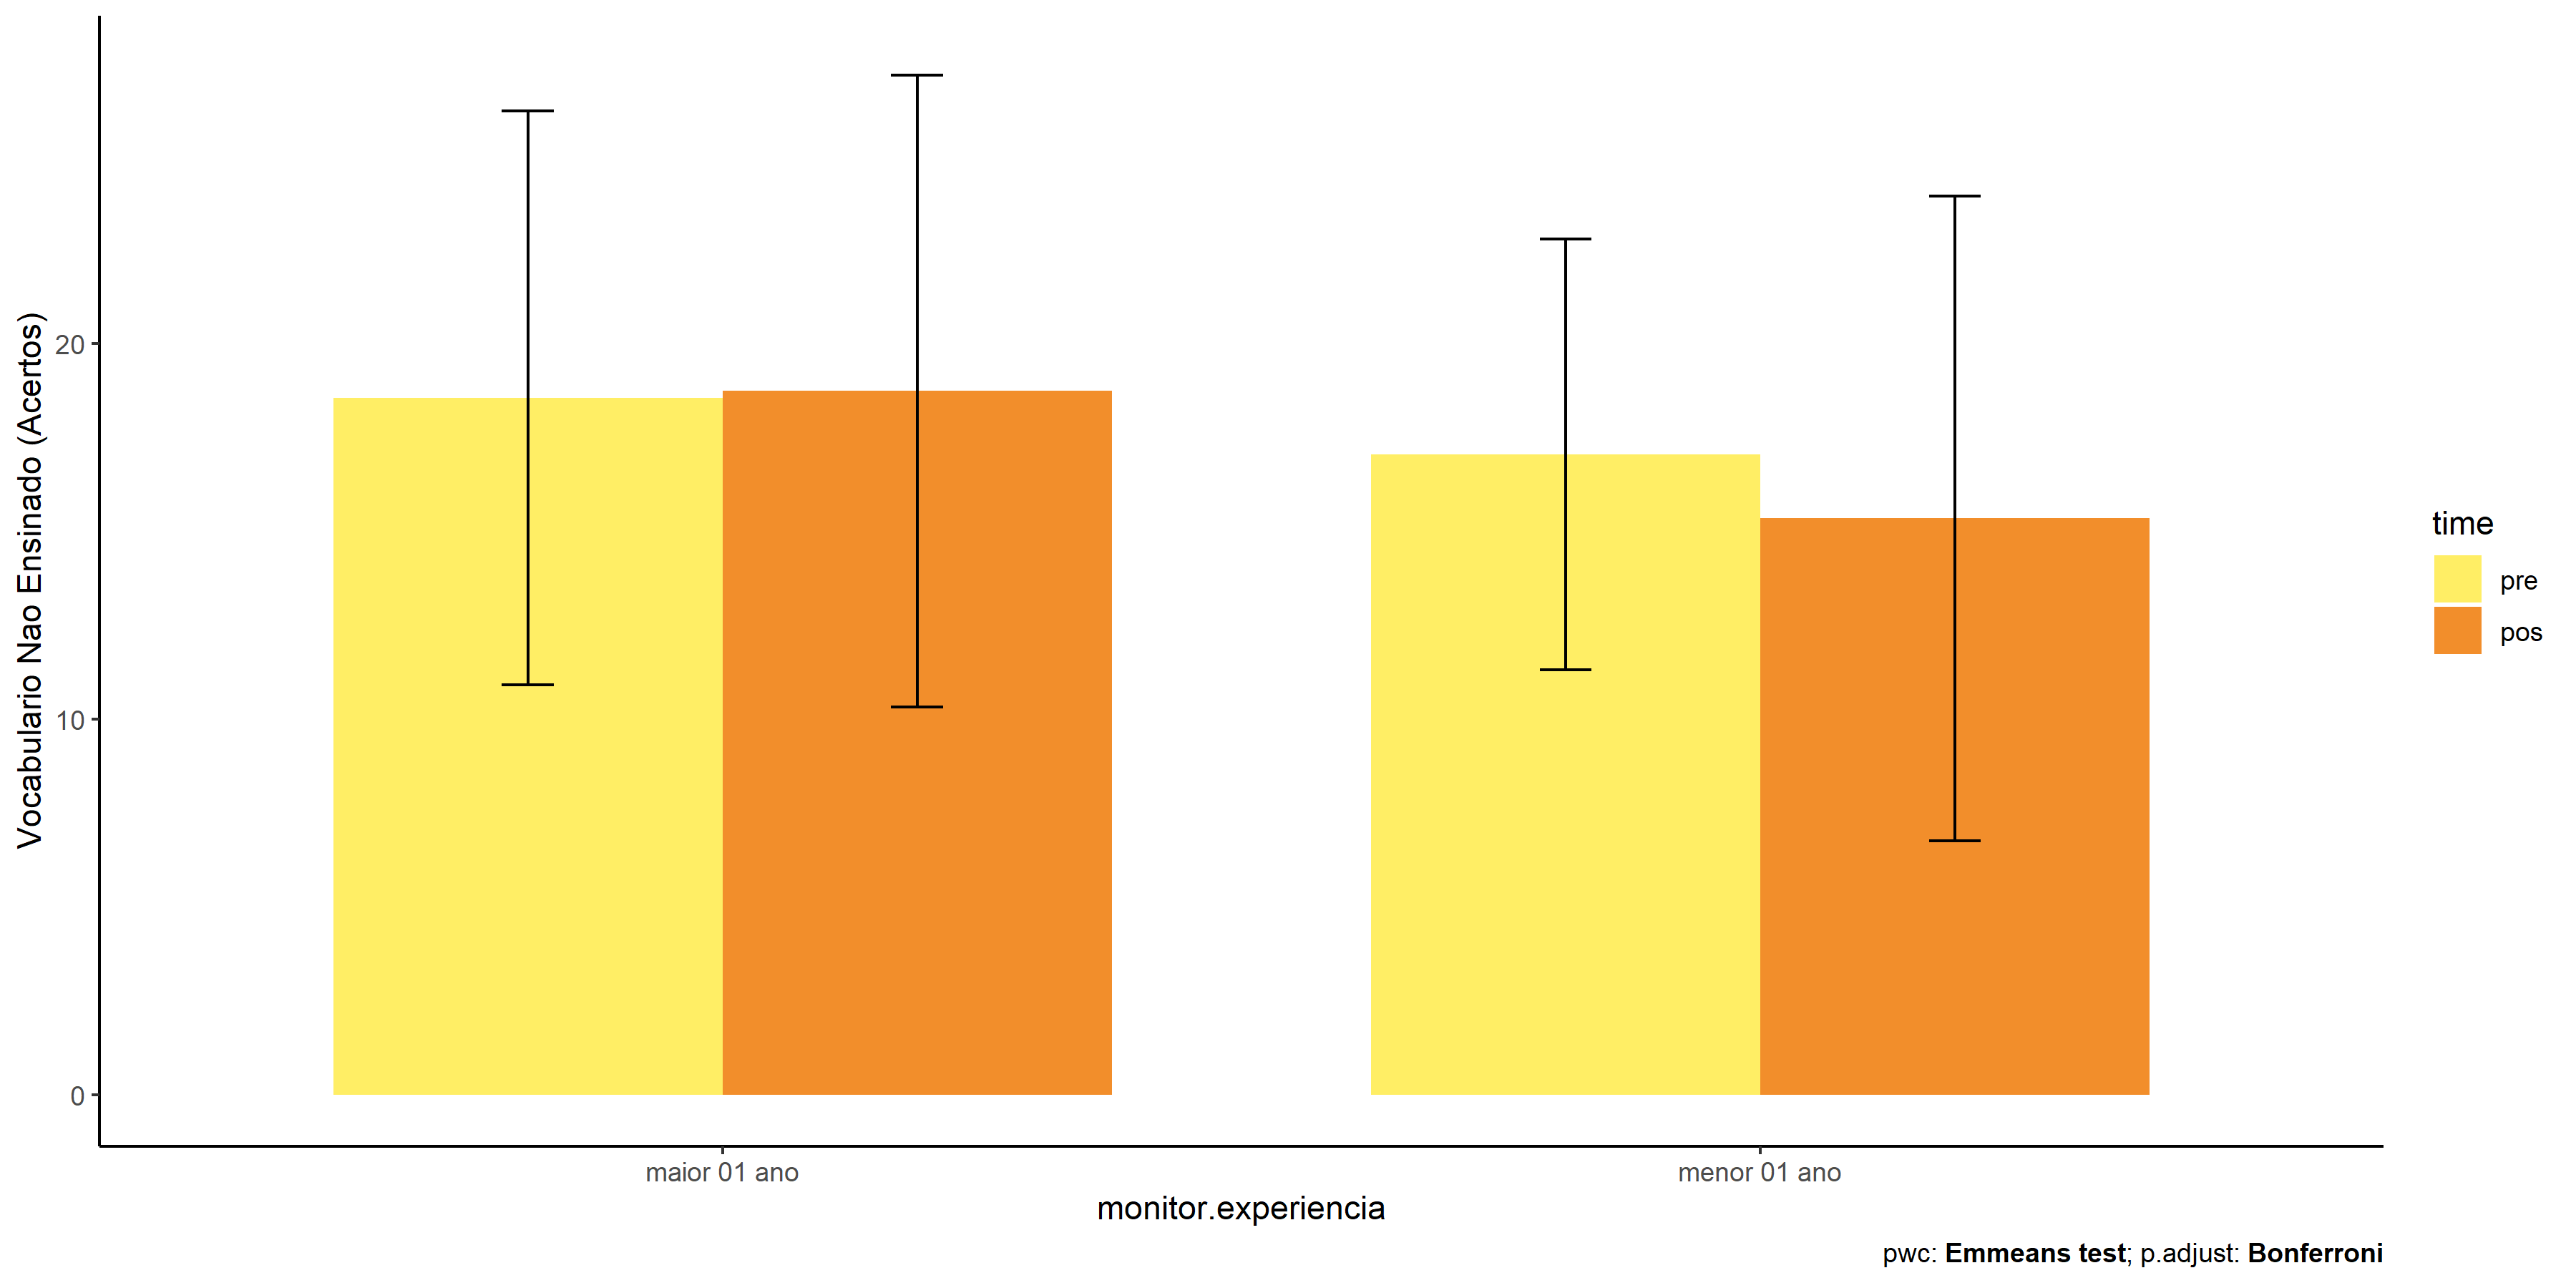 Vocabulario Nao Ensinado (Acertos)
20
10
0
maior 01 ano
menor 01 ano
monitor.experiencia
time
pre
pos
pwc: Emmeans test; p.adjust: Bonferroni